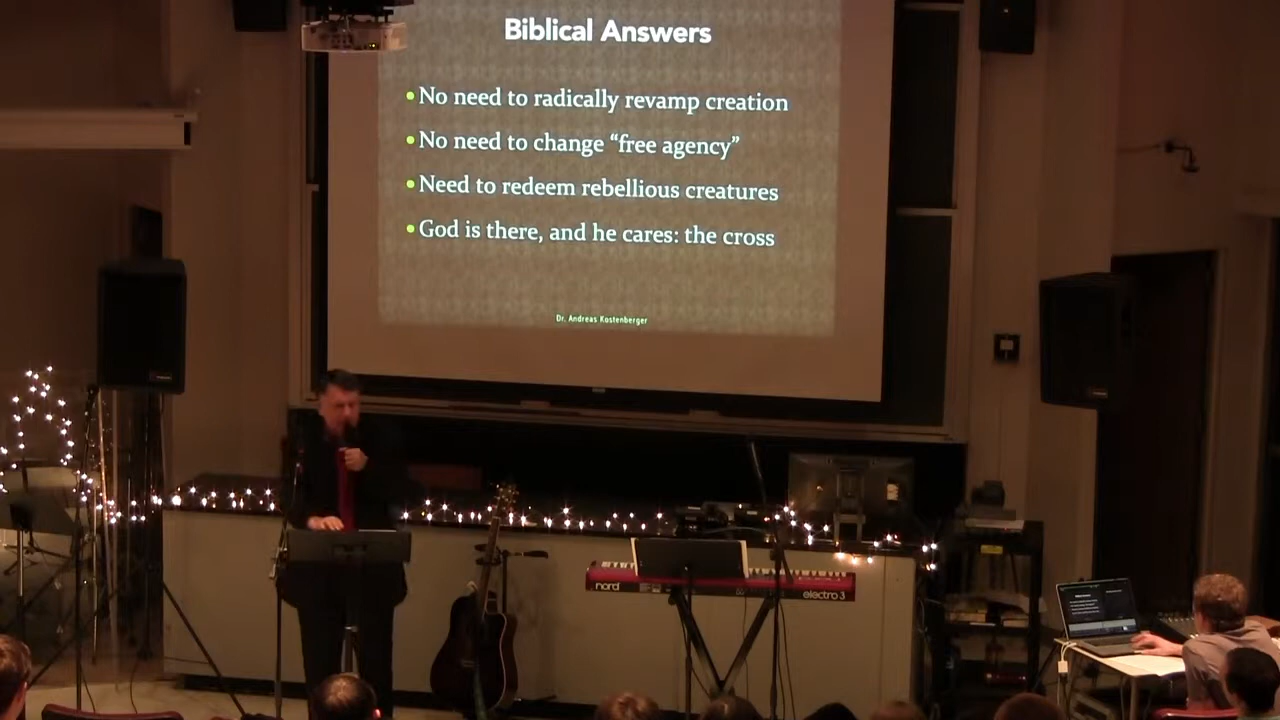 Biblical Answers
• No need to radically revamp creation
• No need to change “free agency”
• Need to redeem rebellious creatures
• God is there, and he cares: the cross
Dr. Andreas Kostenberger
nord
electro 3